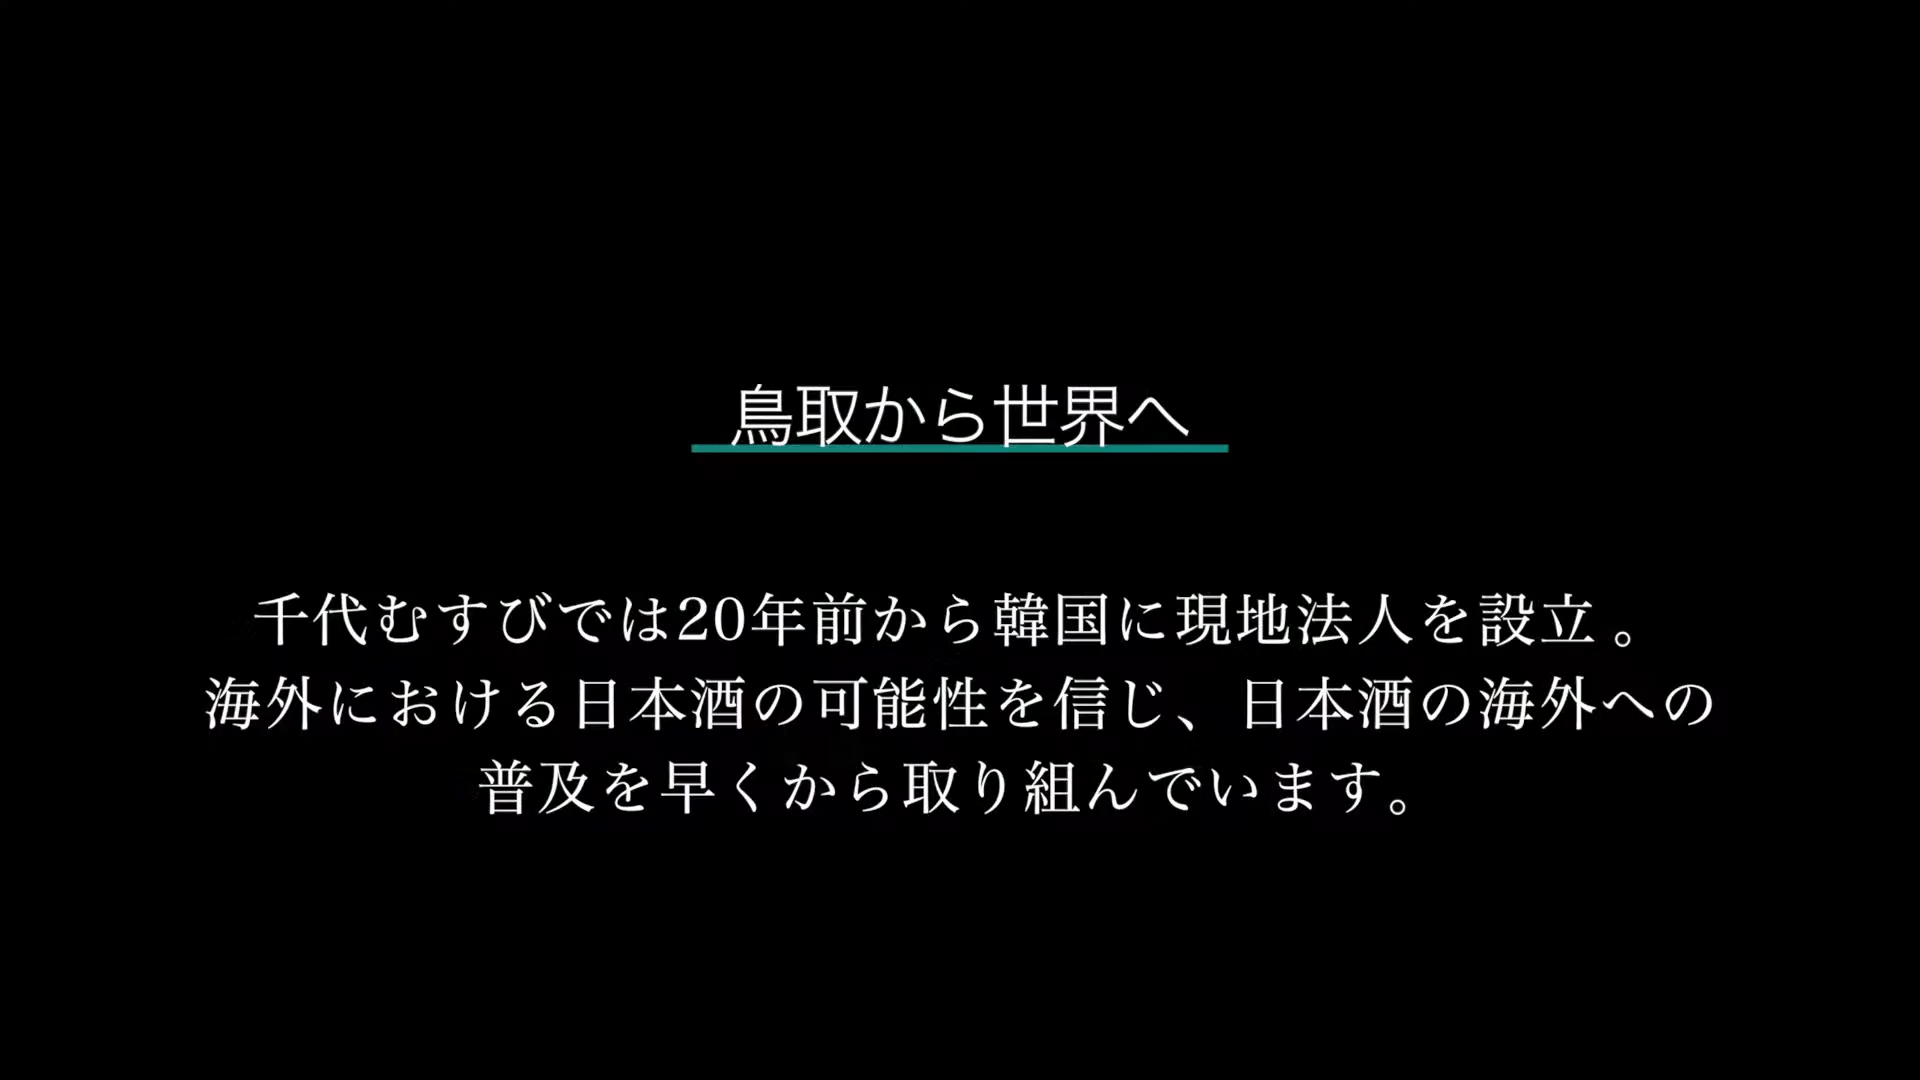 鳥取から世界へ
千代むすびでは20年前から韓国に現地法人を設立。
海外における日本酒の可能性を信じ、日本酒の海外への
普及を早くから取り組んでいます。